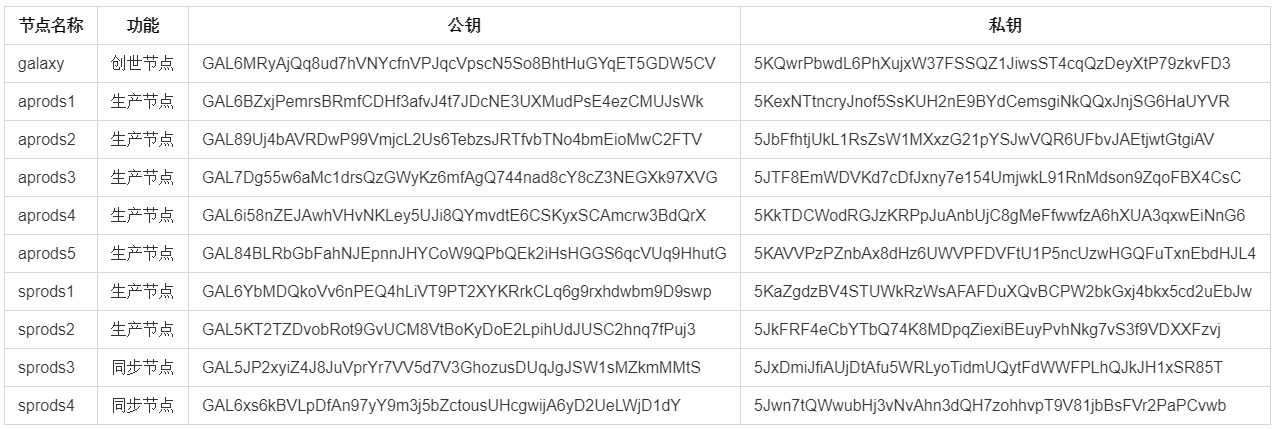 节点名称 功能 公钥 私钥
galaxy 创世节点 GAL6MRyAjQq8ud7hVNYcfnVPJqcVpscN5So8BhtHuGYqET5GDW5CV 5KQwrPbwdL6PhXujxW37FSSQZ1JiwsST4cqQzDeyXtP79zkvFD3
aprods1 生产节点 GAL6BZxjPemrsBRmfCDHf3afvJ4t7JDcNE3UXMudPsE4ezCMUJsWk 5KexNTtncryJnof5SsKUH2nE9BYdCemsgiNkQQxJnjSG6HaUYVR
aprods2 生产节点 GAL89Uj4bAVRDwP99VmjcL2Us6TebzsJRTfvbTNo4bmEioMwC2FTV 5JbFfhtjUkL1RsZsW1MXxzG21pYSJwVQR6UFbvJAEtjwtGtgiAV
aprods3 生产节点 GAL7Dg55w6aMc1drsQzGWyKz6mfAgQ744nad8cY8cZ3NEGXk97XVG 5JTF8EmWDVKd7cDfJxny7e154UmjwkL91RnMdson9ZqoFBX4CsC
aprods4 生产节点 GAL6i58nZEJAwhVHvNKLey5UJi8QYmvdtE6CSKyxSCAmcrw3BdQrX 5KkTDCWodRGJzKRPpJuAnbUjC8gMeFfwwfzA6hXUA3qxwEiNnG6
aprods5 生产节点 GAL84BLRbGbFahNJEpnnJHYCoW9QPbQEk2iHsHGGS6qcVUq9HhutG 5KAVVPzPZnbAx8dHz6UWVPFDVFtU1P5ncUzwHGQFuTxnEbdHJL4
sprods1 生产节点 GAL6YbMDQkoVv6nPEQ4hLiVT9PT2XYKRrkCLq6g9rxhdwbm9D9swp 5KaZgdzBV4STUWkRzWsAFAFDuXQvBCPW2bkGxj4bkx5cd2uEbJw
sprods2 生产节点 GAL5KT2TZDvobRot9GvUCM8VtBoKyDoE2LpihUdJUSC2hnq7fPuj3 5JkFRF4eCbYTbQ74K8MDpqZiexiBEuyPvhNkg7vS3f9VDXXFzvj
sprods3 同步节点 GAL5JP2xyiZ4J8JuVprYr7VV5d7V3GhozusDUqJgJSW1sMZkmMMtS 5JxDmiJfiAUjDtAfu5WRLyoTidmUQytFdWWFPLhQJkJH1xSR85T
sprods4 同步节点 GAL6xs6kBVLpDfAn97yY9m3j5bZctousUHcgwijA6yD2UeLWjD1dY 5Jwn7tQWwubHj3vNvAhn3dQH7zohhvpT9V81jbBsFVr2PaPCvwb